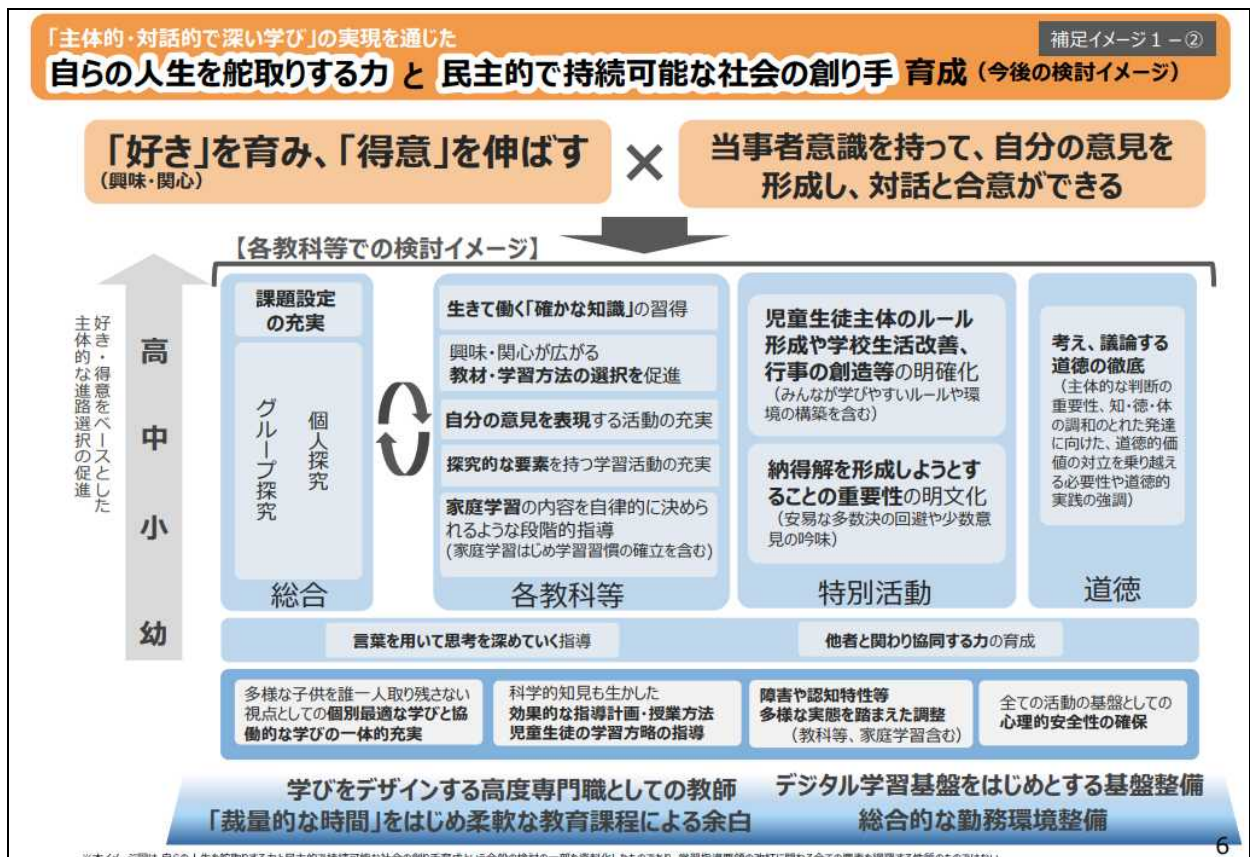 「主体的・対話的で深い学び」の実現を通じた
補足イメージ１－②
自らの人生を舵取りする力 と 民主的で持続可能な社会の創り手 育成（今後の検討イメージ）
「好き」を育み、「得意」を伸ばす
（興味・関心）
×
当事者意識を持って、自分の意見を
形成し、対話と合意ができる
【各教科等での検討イメージ】
好き・得意をベースとした
主体的な進路選択の促進
高
中
小
幼
課題設定
の充実
個人探究
グループ探究
総合
生きて働く「確かな知識」の習得
興味・関心が広がる
教材・学習方法の選択を促進
自分の意見を表現する活動の充実
探究的な要素を持つ学習活動の充実
家庭学習の内容を自律的に決めら
れるような段階的指導
(家庭学習はじめ学習習慣の確立を含む)
各教科等
児童生徒主体のルール
形成や学校生活改善、
行事の創造等の明確化
（みんなが学びやすいルールや環
境の構築を含む）
納得解を形成しようとす
ることの重要性の明文化
（安易な多数決の回避や少数意
見の吟味）
特別活動
考え、議論する
道徳の徹底
（主体的な判断の
重要性、知・徳・体
の調和のとれた発達
に向けた、道徳的価
値の対立を乗り越え
る必要性や道徳的
実践の強調）
道徳
言葉を用いて思考を深めていく指導
他者と関わり協同する力の育成
多様な子供を誰一人取り残さない
視点としての個別最適な学びと協
働的な学びの一体的充実
科学的知見も生かした
効果的な指導計画・授業方法
児童生徒の学習方略の指導
障害や認知特性等
多様な実態を踏まえた調整
（教科等、家庭学習含む）
全ての活動の基盤としての
心理的安全性の確保
学びをデザインする高度専門職としての教師
「裁量的な時間」をはじめ柔軟な教育課程による余白
デジタル学習基盤をはじめとする基盤整備
総合的な勤務環境整備
6